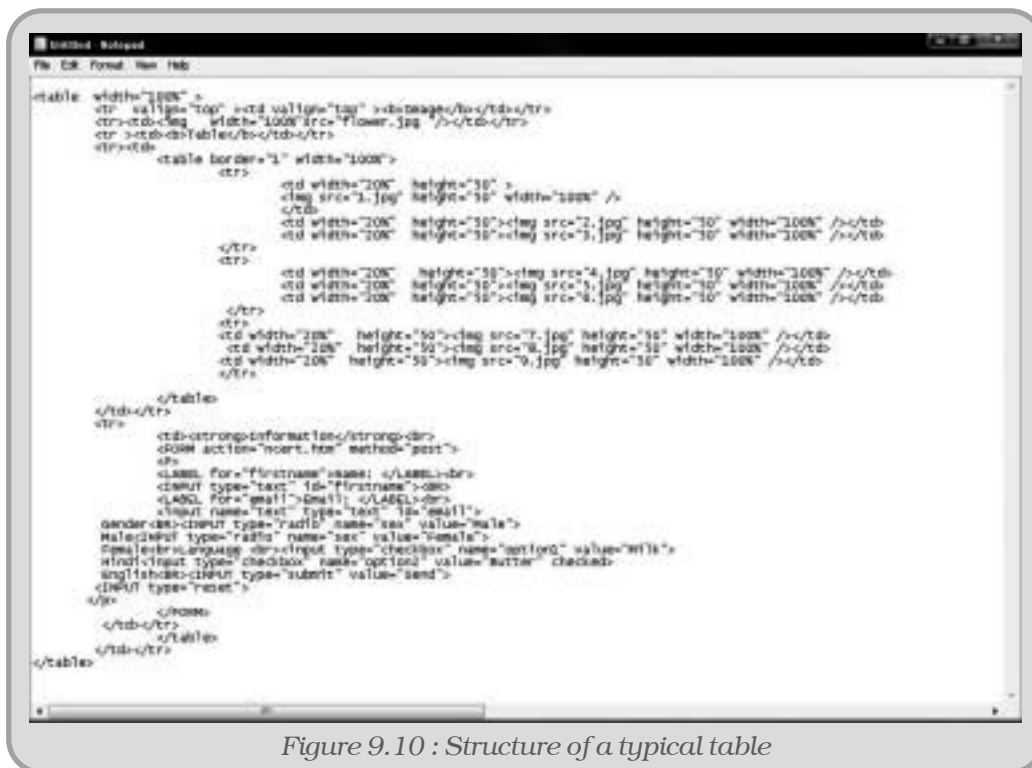 Untitled - Notepad
File Edit Format View Help
<table width="100%" >
<tr valign="top" ><td valign="top" ><b>Image</b></td></tr>
<tr><td><img width="100%"src="flower.jpg "/></td></tr>
<tr ><td><b>Table</b></td></tr>
<tr><td>
<table border="1" width="100%">
<tr>
<td width="20%" height="50" >
<img src="1.jpg" height="50" width="100%" />
</td>
<td width="20%" height="50"><img src="2.jpg" height="50" width="100%" /></td>
<td width="20%" height="50"><img src="3.jpg" height="50" width="100%" /></td>
</tr>
<tr>
<td width="20%" height="50"><img src="4.jpg" height="50" width="100%" /></td>
<td width="20%" height="50"><img src="5.jpg" height="50" width="100%" /></td>
<td width="20%" height="50"><img src="6.jpg" height="50" width="100%" /></td>
</tr>
<tr>
<td width="20%" height="50"><img src="7.jpg" height="50" width="100%" /></td>
<td width="20%" height="50"><img src="8.jpg" height="50" width="100%" /></td>
<td width="20%" height="50"><img src="9.jpg" height="50" width="100%" /></td>
</tr>
</table>
</td></tr>
<tr>
<td><strong>Information</strong><br>
<FORM action="ncert.htm" method="post">
<P>
<LABEL for="firstname">Name: </LABEL><br>
<INPUT type="text" id="firstname"><BR>
<LABEL for="email">Email: </LABEL><br>
<input name="text" type="text" id="email">
Gender<BR><INPUT type="radio" name="sex" value="Male">
Male<INPUT type="radio" name="sex" value="Female">
Female<br>Language <br><input type="checkbox" name="option1" value="Milk">
Hindi<input type="checkbox" name="option2" value="Butter" checked>
English<BR><INPUT type="submit" value="Send">
<INPUT type="reset">
</p>
</FORM>
</td></tr>
</table>
</td></tr>
</table>
Figure 9.10 : Structure of a typical table